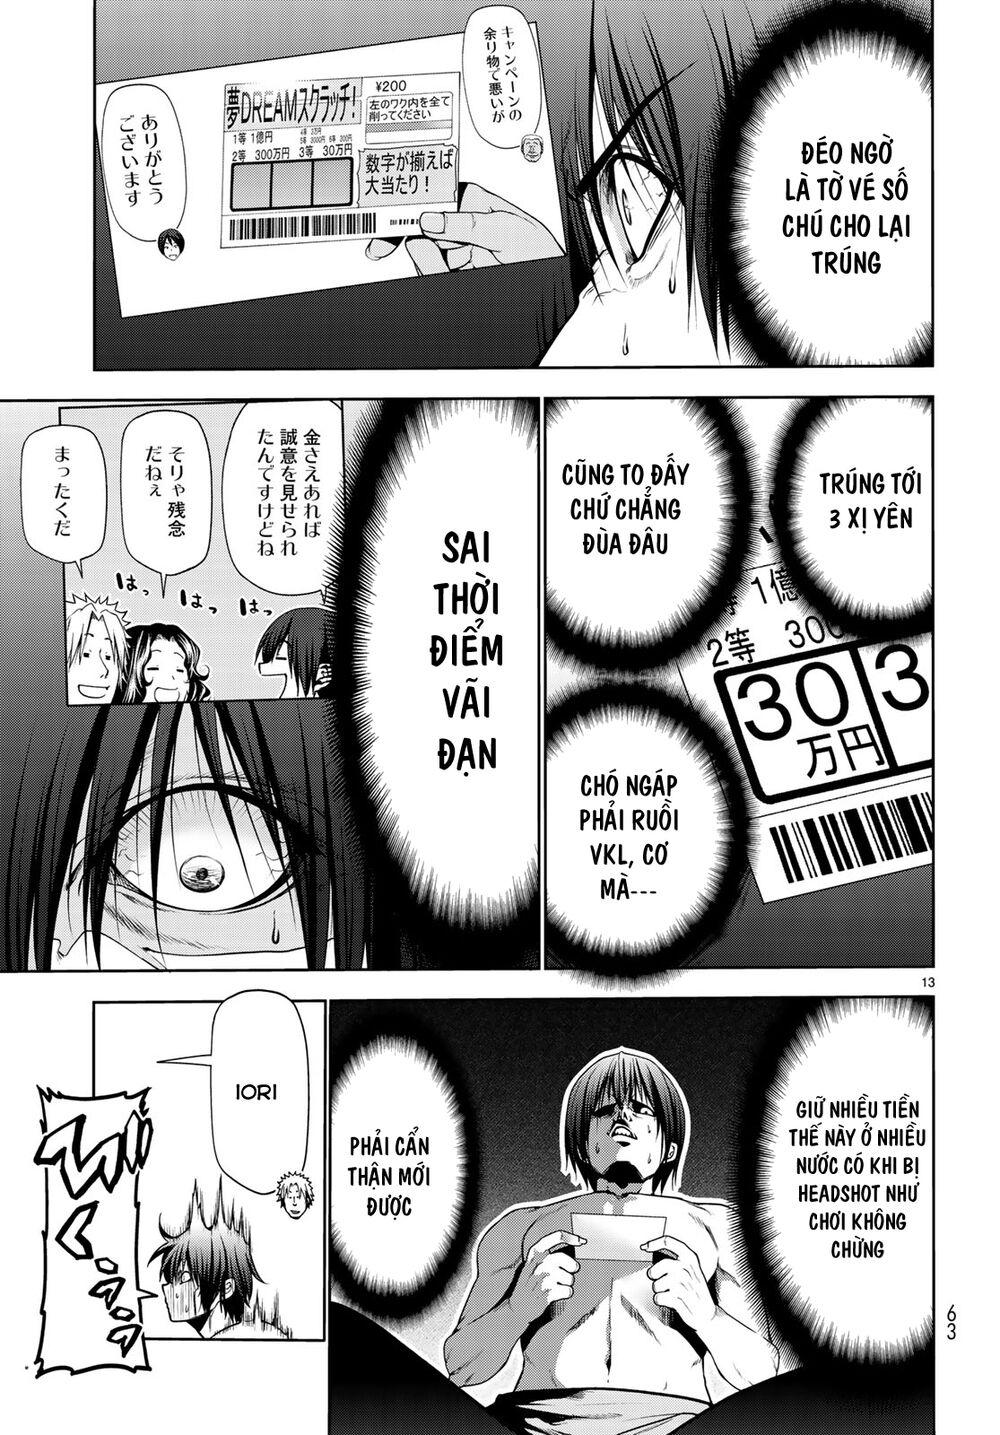 ĐÉO NGỜ
LÀ TỜ VÉ SỐ
CHÚ CHO LẠI
TRÚNG
キャンペーンの
余り物で悪いが
¥200
左のワク内を全て
削ってください
夢DREAMスクラッチ!
1等 1億円
2等 300万円 3等 30万円
数字が揃えば
大当たり!
ありがとう
ございます
TRÚNG TỚI
3 XỊ YÊN
CŨNG TO ĐẤY
CHỨ CHẲNG
ĐÙA ĐÂU
1億
2等 300
30
万円
3
CHÓ NGÁP
PHẢI RUỒI
VKL, CƠ
MÀ---
SAI
THỜI
ĐIỂM
VÃI
ĐẠN
金さえあれば
誠意を見せられ
たんですけどね
そりゃ残念
だねぇ
まったくだ
はっ
はっ
はっ
13
GIỮ NHIỀU TIỀN
THẾ NÀY Ở NHIỀU
NƯỚC CÓ KHI BỊ
HEADSHOT NHƯ
CHƠI KHÔNG
CHỪNG
PHẢI CẨN
THẬN MỚI
ĐƯỢC
IORI
63